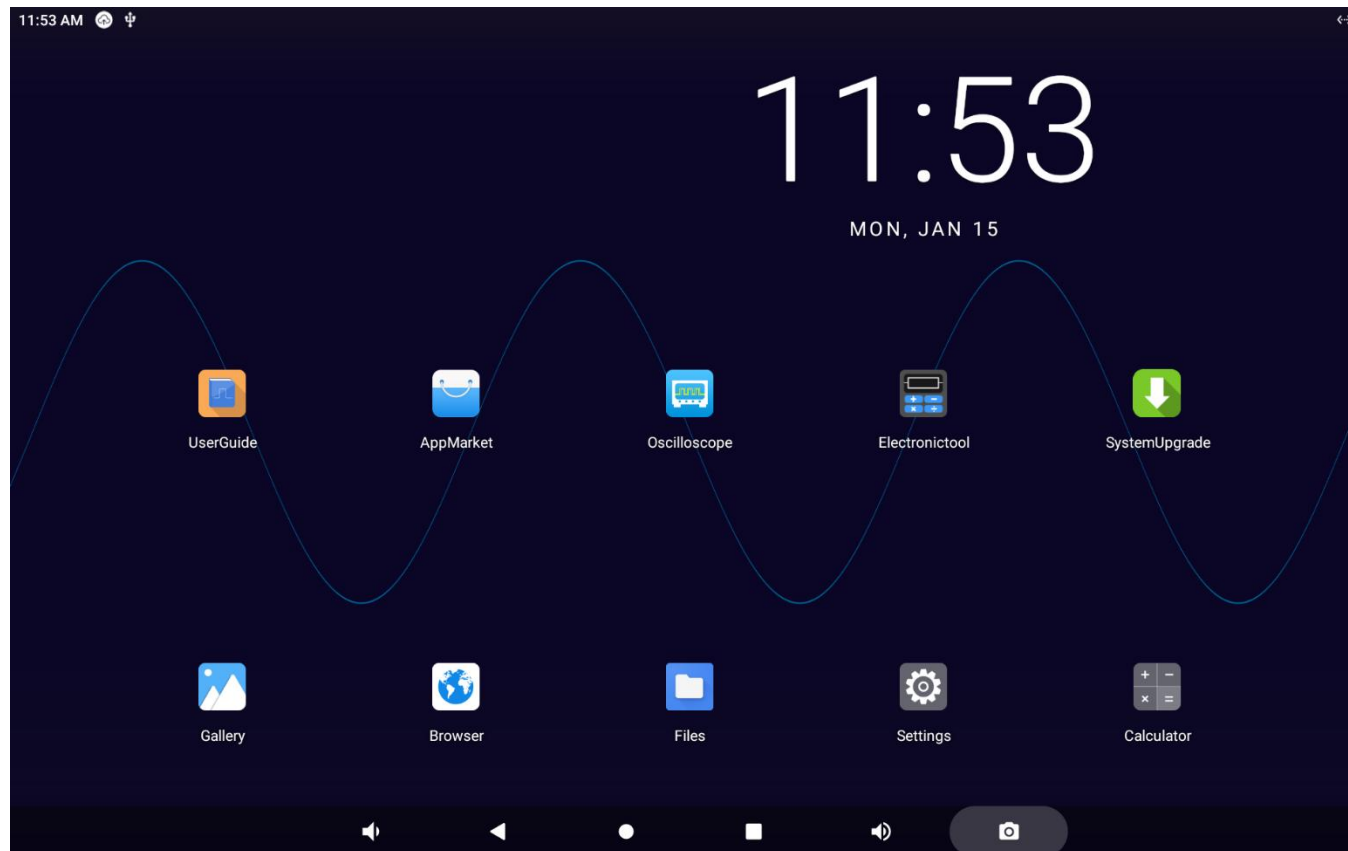 11:53 AM
11:53
MON, JAN 15
UserGuide AppMarket Oscilloscope Electronictool SystemUpgrade
Gallery Browser Files Settings Calculator